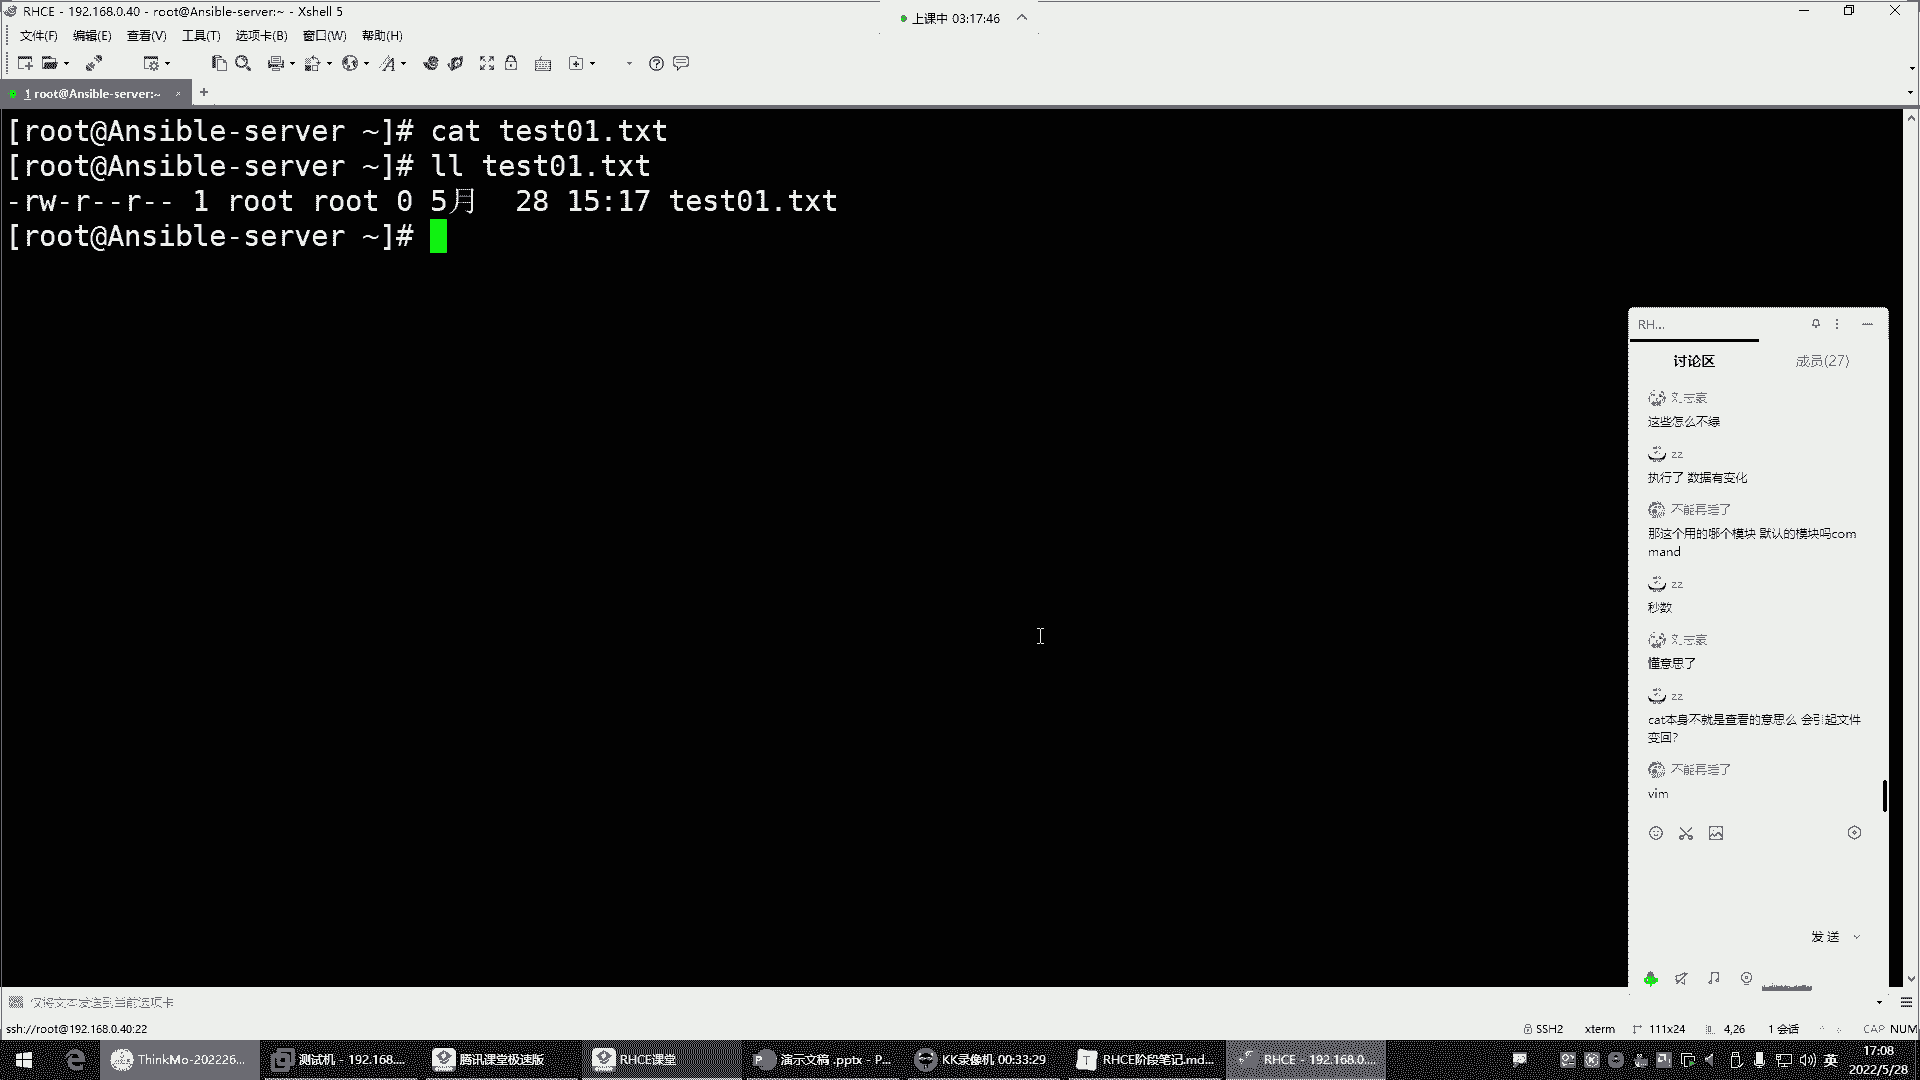 RHCE - 192.168.0.40 - root@Ansible-server:~ - Xshell 5
上课中 03:17:46
文件(F) 编辑(E) 查看(V) 工具(T) 选项卡(B) 窗口(W) 帮助(H)
1 root@Ansible-server:~
[root@Ansible-server ~]# cat test01.txt
[root@Ansible-server ~]# ll test01.txt
-rw-r--r-- 1 root root 0 5月  28 15:17 test01.txt
[root@Ansible-server ~]#
RH...
讨论区 成员(27)
这些怎么不绿
zz
执行了 数据有变化
不能再睡了
那这个用的哪个模块 默认的模块吗com
mand
zz
秒数
懂意思了
zz
cat本身不就是查看的意思么 会引起文件
变回?
不能再睡了
vim
发送
仅将文本发送到当前选项卡
ssh://root@192.168.0.40:22
SSH2 xterm 111x24 4,26 1 会话 CAP NUM
ThinkMo-202226...
测试机 - 192.168....
腾讯课堂极速版
RHCE课堂
演示文稿 .pptx - P...
KK录像机 00:33:29
RHCE阶段笔记.md...
RHCE - 192.168.0....
英
17:08
2022/5/28